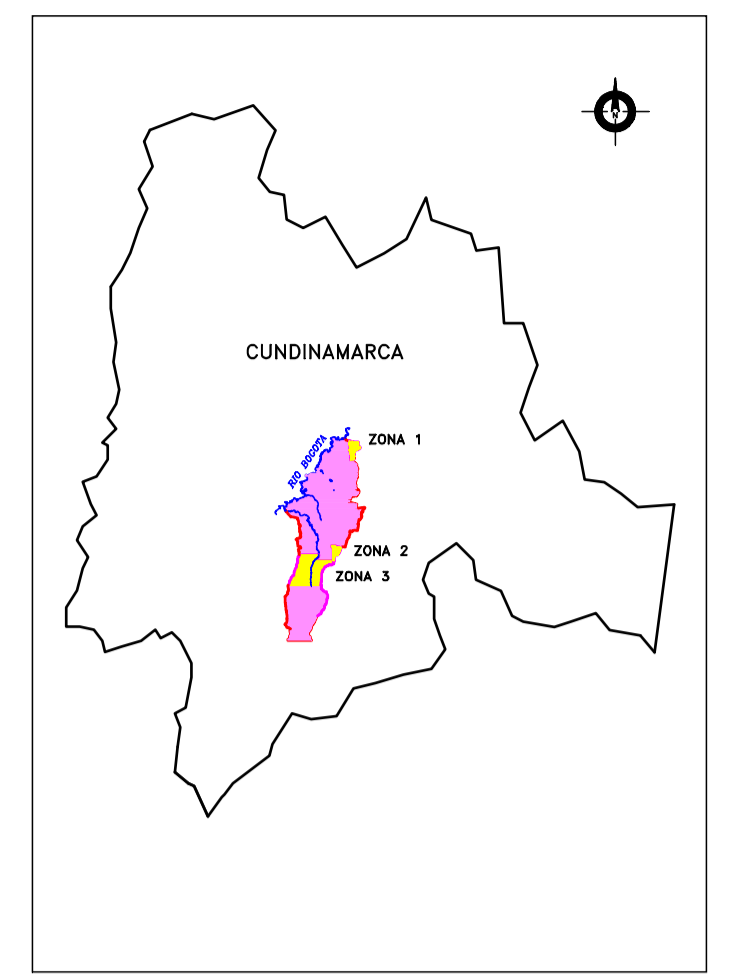 N
CUNDINAMARCA
ZONA 1
RIO BOGOTA
ZONA 2
ZONA 3